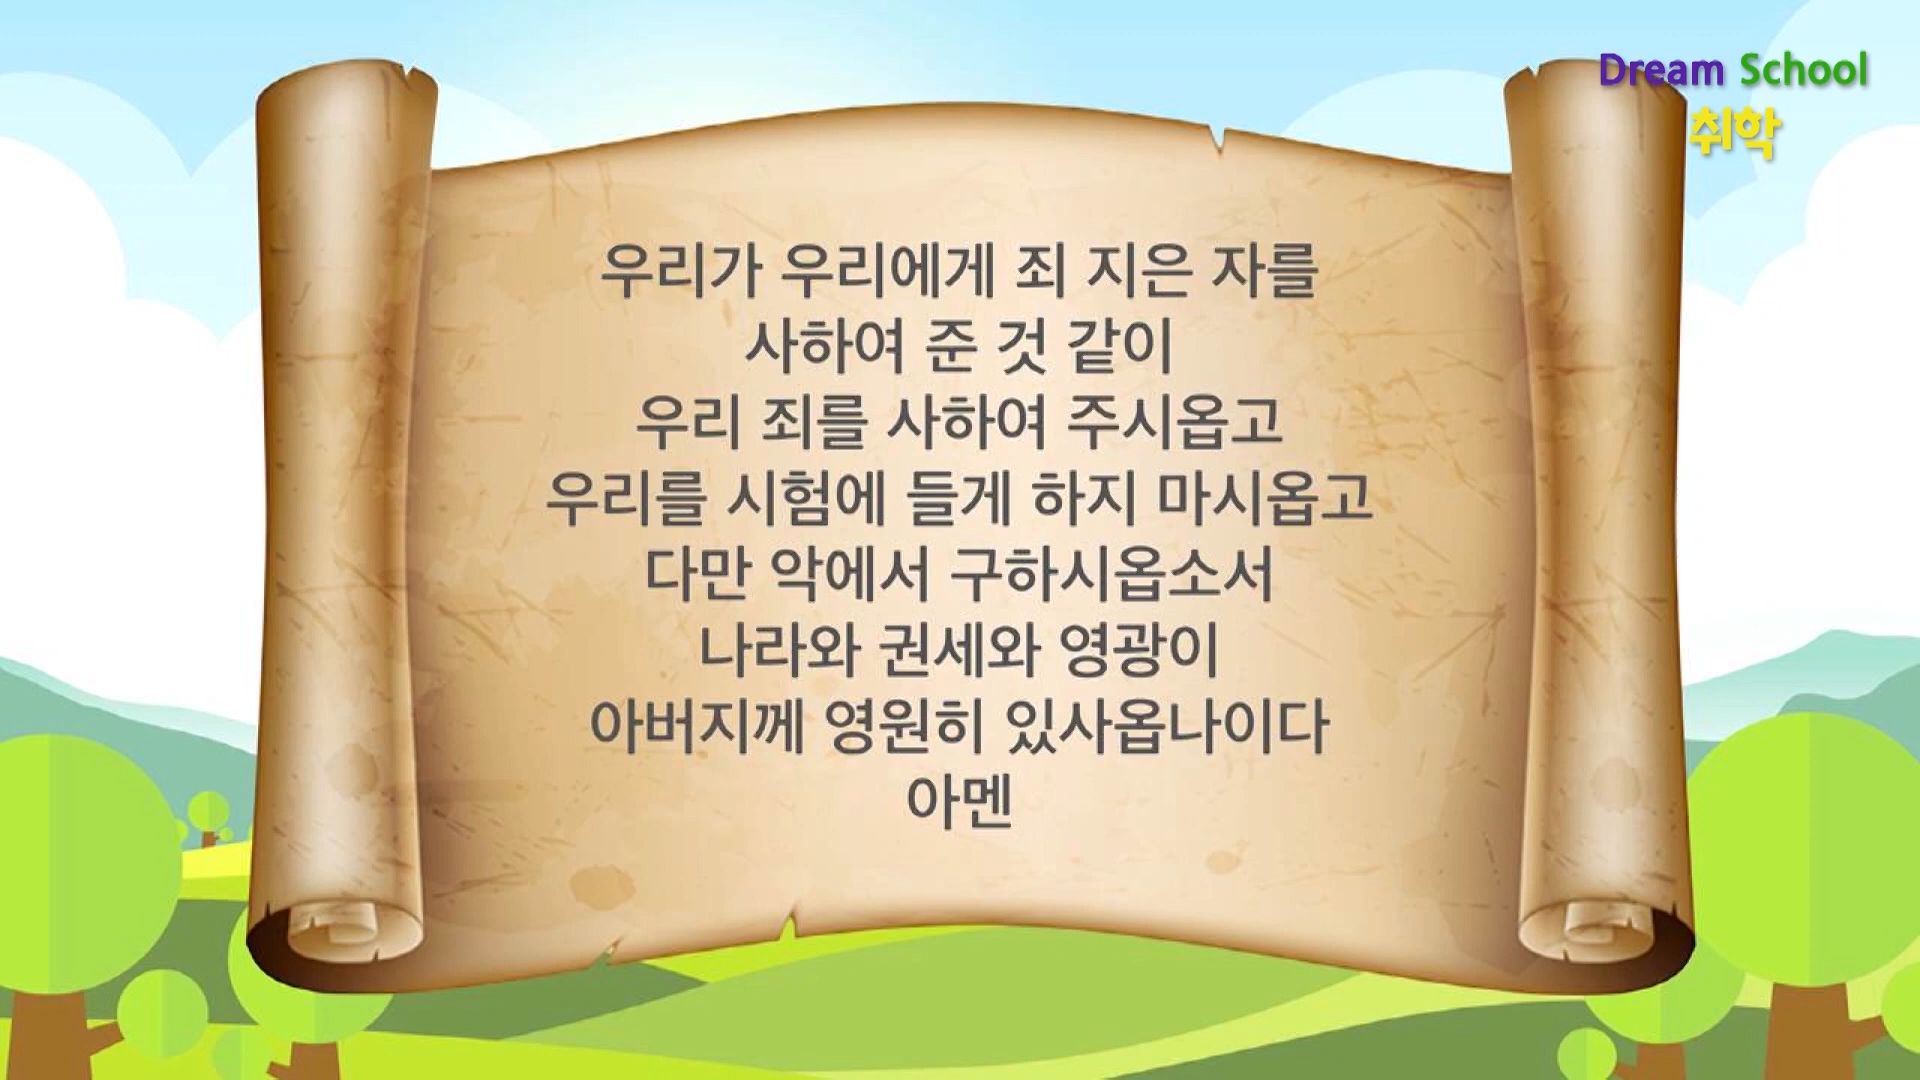 Dream School
취학
우리가 우리에게 죄 지은 자를
사하여 준 것 같이
우리 죄를 사하여 주시옵고
우리를 시험에 들게 하지 마시옵고
다만 악에서 구하시옵소서
나라와 권세와 영광이
아버지께 영원히 있사옵나이다
아멘